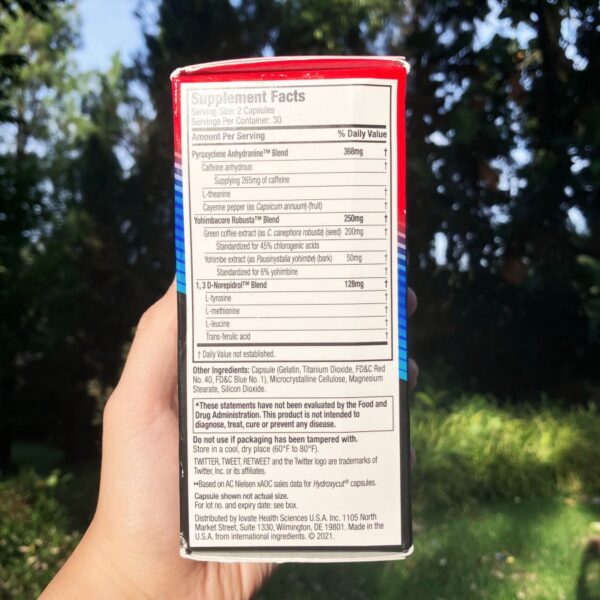 Supplement Facts
Serving Size: 2 Capsules
Servings Per Container: 30
Amount Per Serving % Daily Value
Pyroxyclene Anhydranine™ Blend 368mg †
Caffeine anhydrous †
Supplying 265mg of caffeine
L-theanine †
Cayenne pepper (as Capsicum annuum) (fruit) †
Yohimbacore Robusta™ Blend 250mg †
Green coffee extract (as C. canephora robusta) (seed) 200mg †
Standardized for 45% chlorogenic acids
Yohimbe extract (as Pausinystalia yohimbe) (bark) 50mg †
Standardized for 6% yohimbine
1, 3 D-Norepidrol™ Blend 128mg †
L-tyrosine †
L-methionine †
L-leucine †
Trans-ferulic acid †
† Daily Value not established.
Other Ingredients: Capsule (Gelatin, Titanium Dioxide, FD&C Red
No. 40, FD&C Blue No. 1), Microcrystalline Cellulose, Magnesium
Stearate, Silicon Dioxide.
^These statements have not been evaluated by the Food and
Drug Administration. This product is not intended to
diagnose, treat, cure or prevent any disease.
Do not use if packaging has been tampered with.
Store in a cool, dry place (60°F to 80°F).
TWITTER, TWEET, RETWEET and the Twitter logo are trademarks of
Twitter, Inc. or its affiliates.
**Based on AC Nielsen xAOC sales data for Hydroxycut® capsules.
Capsule shown not actual size.
For lot no. and expiry date: see box.
Distributed by Iovate Health Sciences U.S.A. Inc. 1105 North
Market Street, Suite 1330, Wilmington, DE 19801. Made in the
U.S.A. from international ingredients. © 2021.